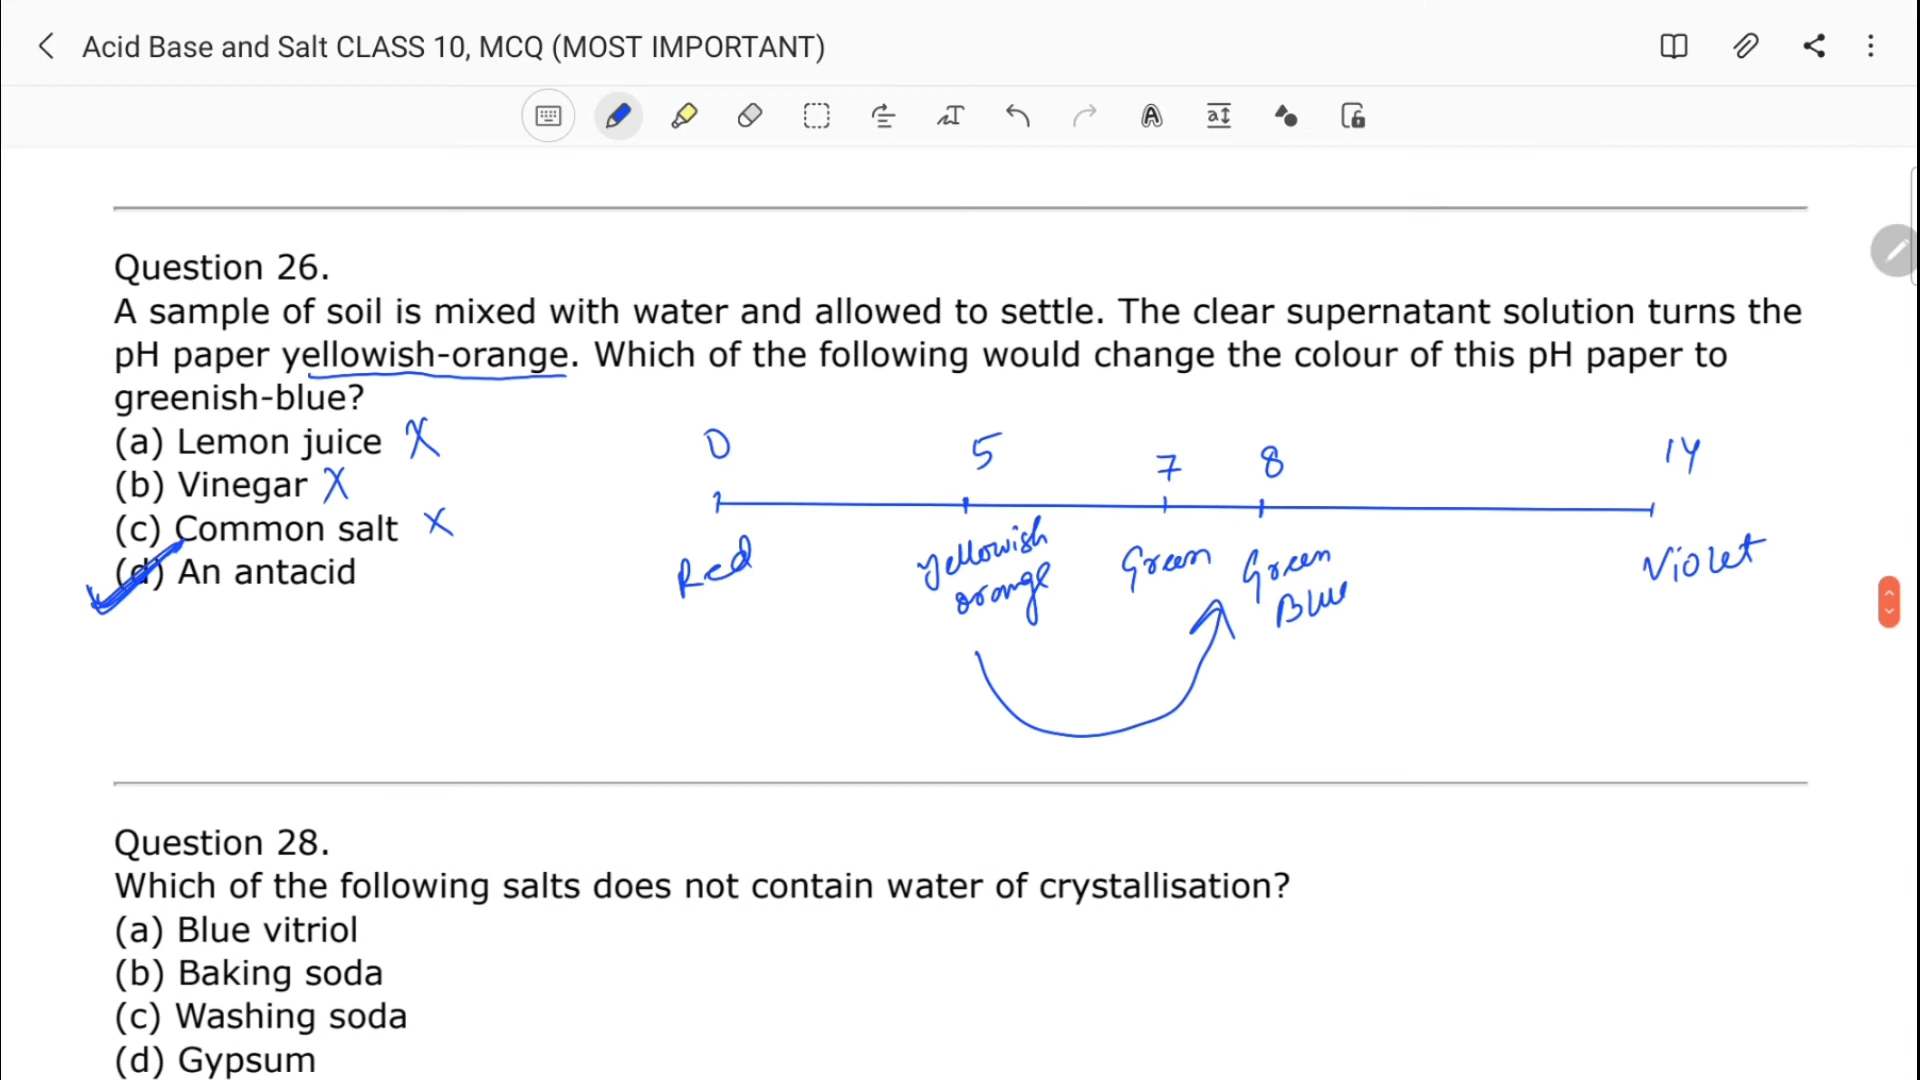 Acid Base and Salt CLASS 10, MCQ (MOST IMPORTANT)
Question 26.
A sample of soil is mixed with water and allowed to settle. The clear supernatant solution turns the
pH paper yellowish-orange. Which of the following would change the colour of this pH paper to
greenish-blue?
(a) Lemon juice X
(b) Vinegar X
(c) Common salt X
(d) An antacid
0 5 7 8 14
Red Yellowish orange Green Green Blue Violet
Question 28.
Which of the following salts does not contain water of crystallisation?
(a) Blue vitriol
(b) Baking soda
(c) Washing soda
(d) Gypsum